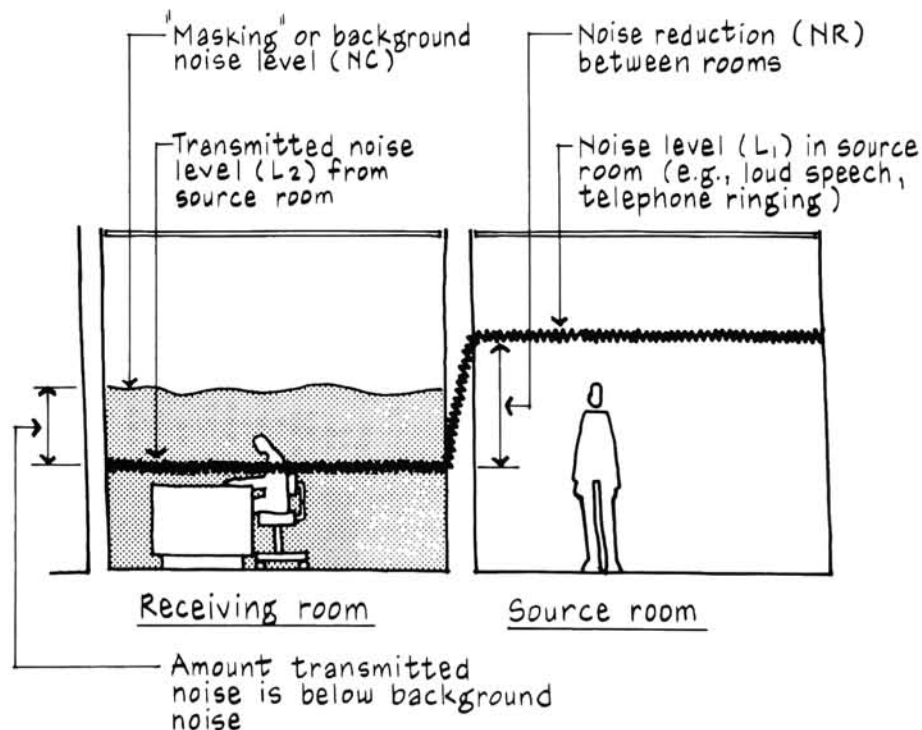 "Masking" or background
noise level (NC)
Noise reduction (NR)
between rooms
Transmitted noise
level (L2) from
source room
Noise level (L1) in source
room (e.g., loud speech,
telephone ringing)
Receiving room
Source room
Amount transmitted
noise is below background
noise